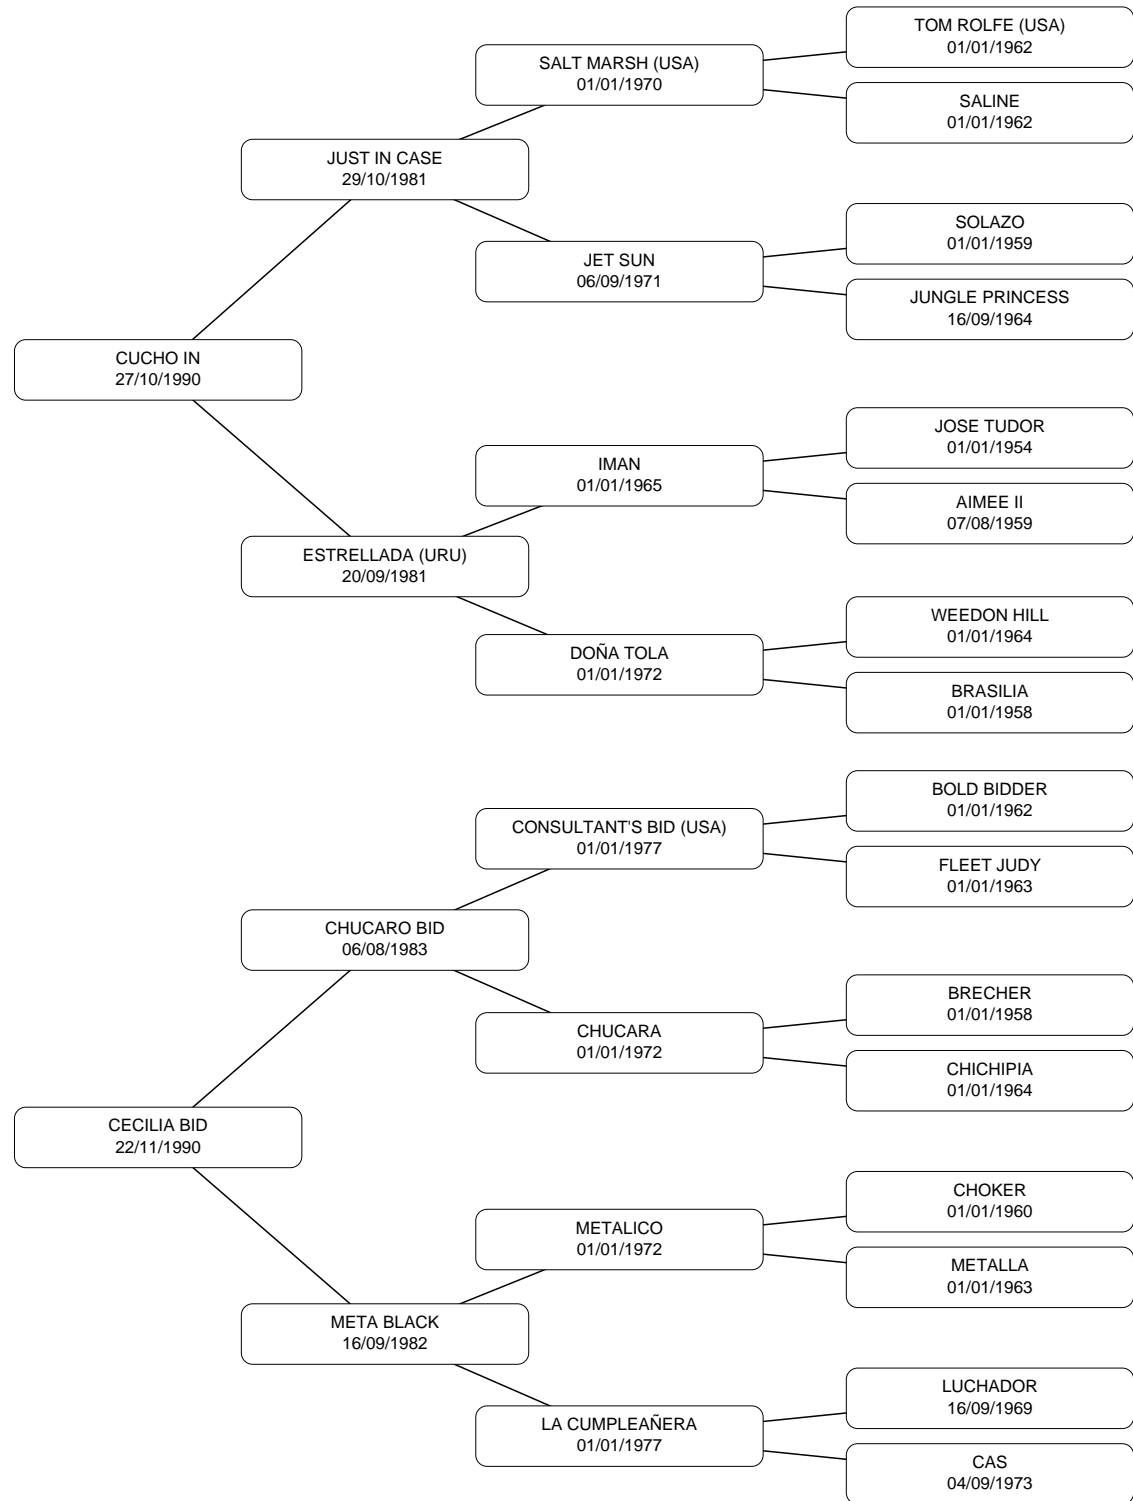 TOM ROLFE (USA)
01/01/1962
SALT MARSH (USA)
01/01/1970
SALINE
01/01/1962
JUST IN CASE
29/10/1981
SOLAZO
01/01/1959
JET SUN
06/09/1971
JUNGLE PRINCESS
16/09/1964
CUCHO IN
27/10/1990
JOSE TUDOR
01/01/1954
IMAN
01/01/1965
AIMEE II
07/08/1959
ESTRELLADA (URU)
20/09/1981
WEEDON HILL
01/01/1964
DOÑA TOLA
01/01/1972
BRASILIA
01/01/1958
BOLD BIDDER
01/01/1962
CONSULTANT'S BID (USA)
01/01/1977
FLEET JUDY
01/01/1963
CHUCARO BID
06/08/1983
BRECHER
01/01/1958
CHUCARA
01/01/1972
CHICHIPIA
01/01/1964
CECILIA BID
22/11/1990
CHOKER
01/01/1960
METALICO
01/01/1972
METALLA
01/01/1963
META BLACK
16/09/1982
LUCHADOR
16/09/1969
LA CUMPLEAÑERA
01/01/1977
CAS
04/09/1973